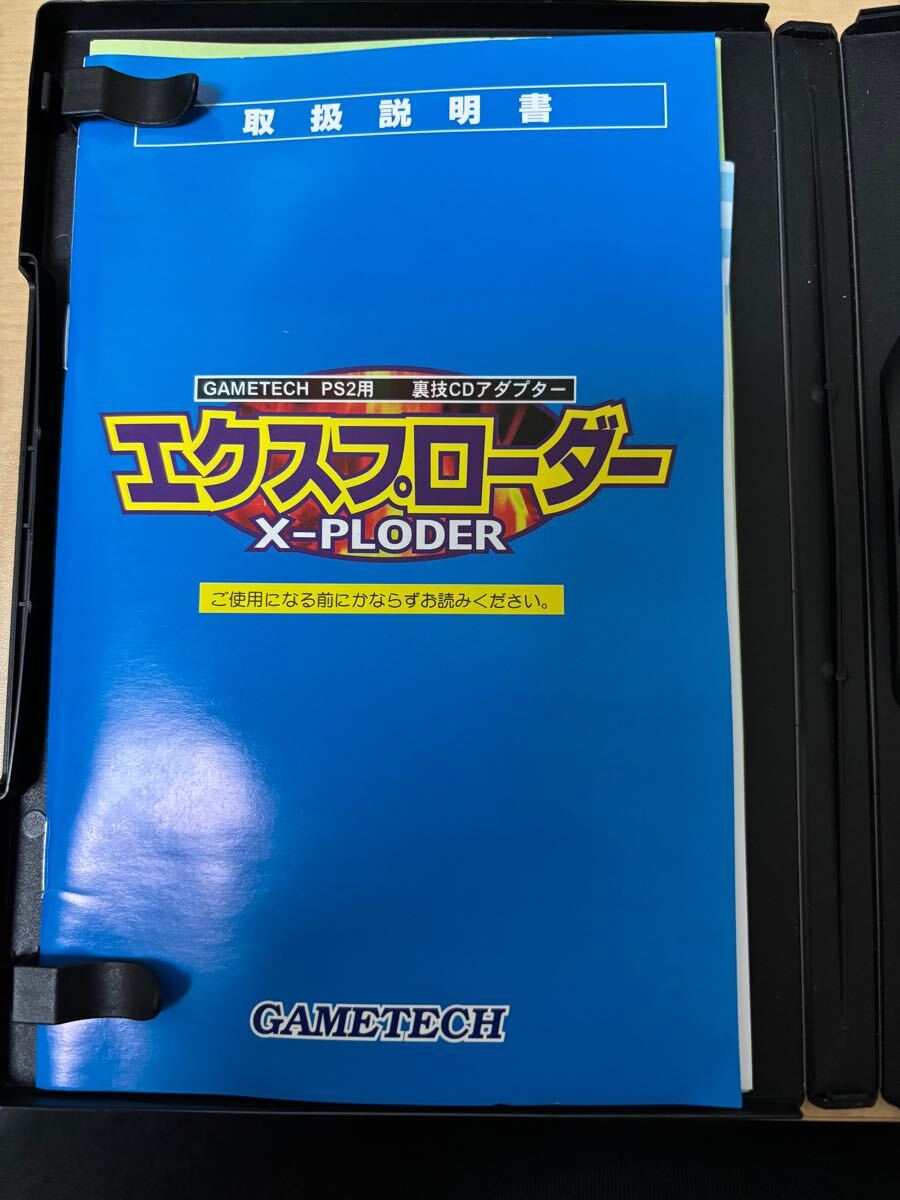 取扱説明書
GAMETECH PS2用 裏技CDアダプター
エクスプローダー
X-PLODER
ご使用になる前にかならずお読みください。
GAMETECH